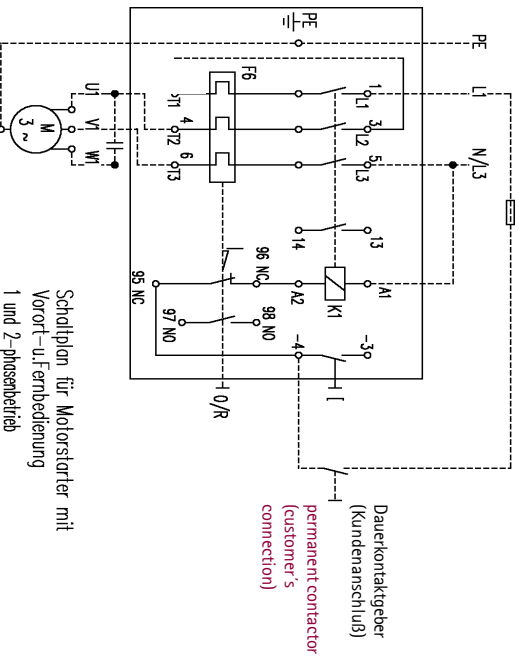 PE
PE
L1
N/L3
F6
1
L1
T1
3
L2
4
T2
5
L3
6
T3
U1
V1
W1
M
3 ~
13
14
A1
A2
K1
96 NC
95 NC
98 NO
97 NO
-3
-4
O/R
I
Schaltplan für Motorstarter mit
Vorort-u.Fernbedienung
1 und 2-phasenbetrieb
Dauerkontaktgeber
(Kundenanschluß)
permanent contactor
(customer´s
connection)